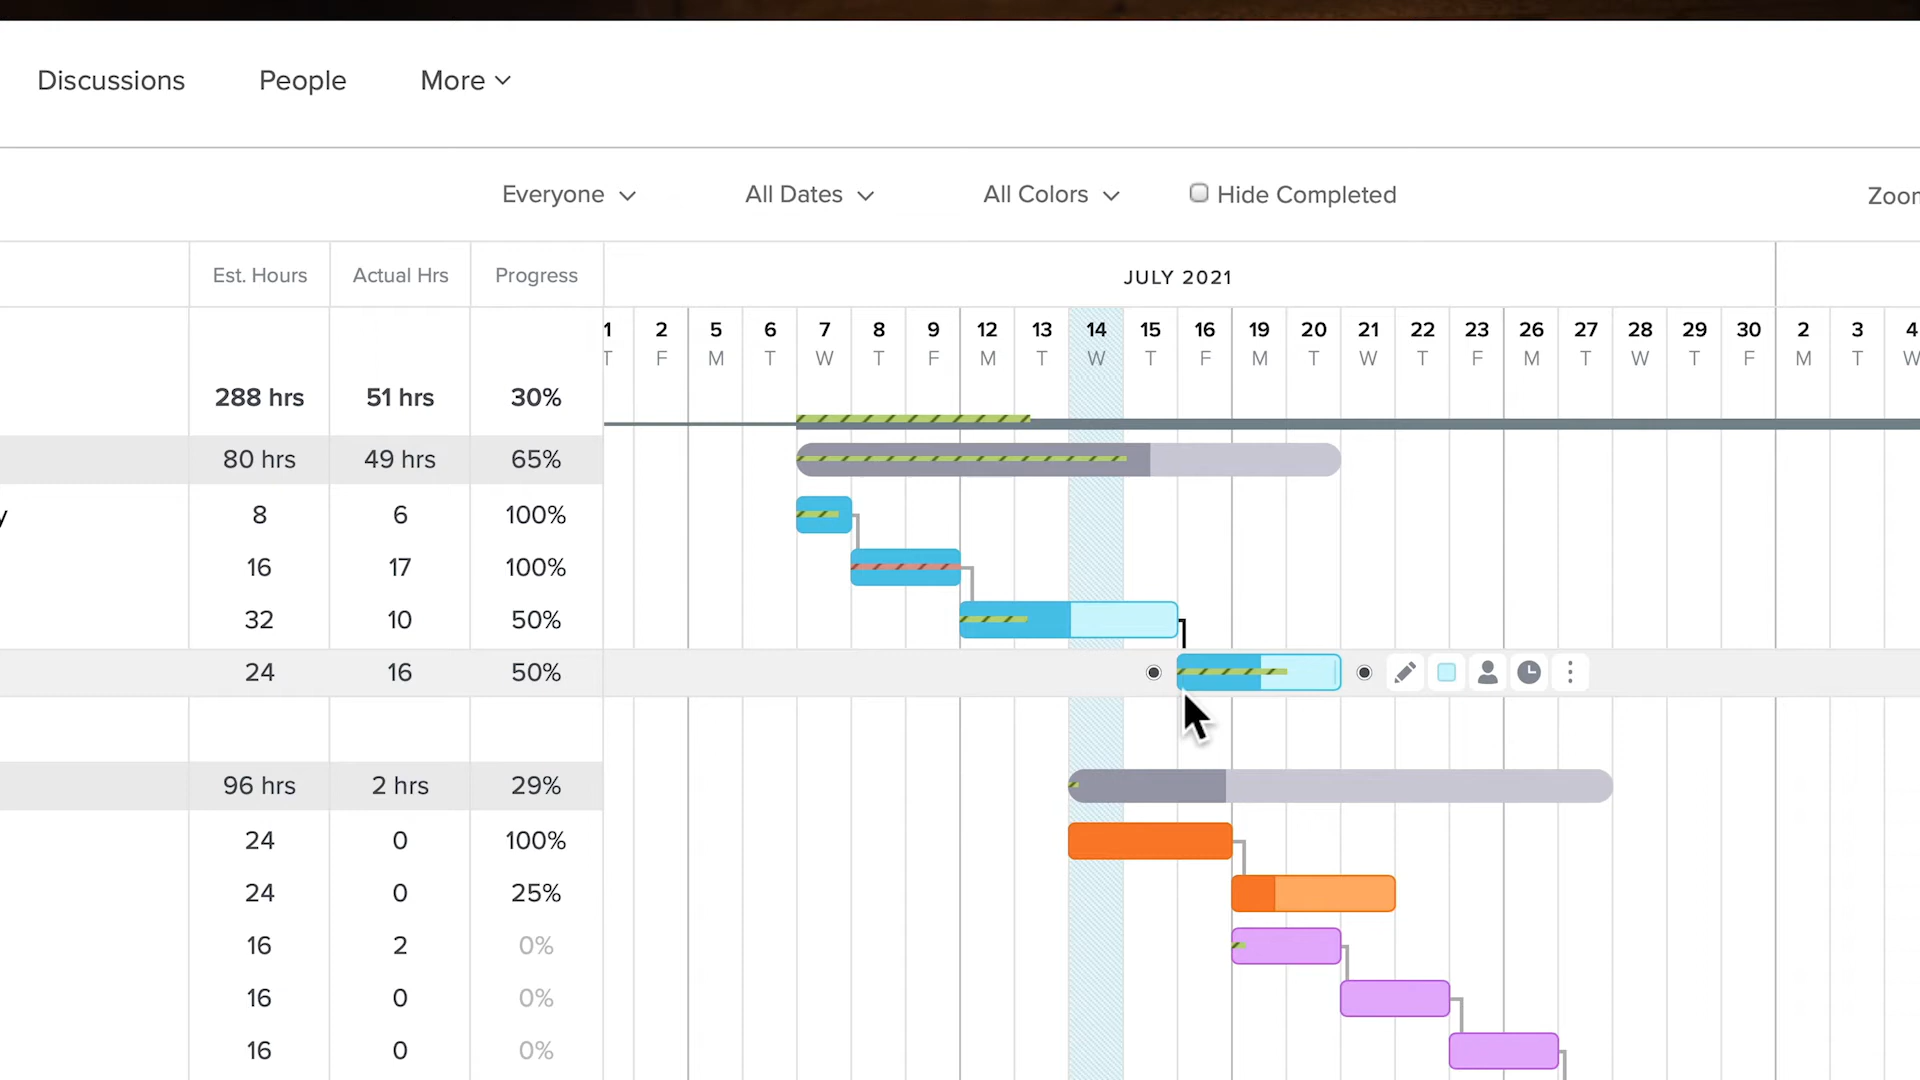 Discussions People More
Everyone All Dates All Colors Hide Completed Zoom
Est. Hours Actual Hrs Progress JULY 2021
1 2 5 6 7 8 9 12 13 14 15 16 19 20 21 22 23 26 27 28 29 30 2 3 4
T F M T W T F M T W T F M T W T F M T W T F M T W
288 hrs 51 hrs 30%
80 hrs 49 hrs 65%
y 8 6 100%
16 17 100%
32 10 50%
24 16 50%
96 hrs 2 hrs 29%
24 0 100%
24 0 25%
16 2 0%
16 0 0%
16 0 0%